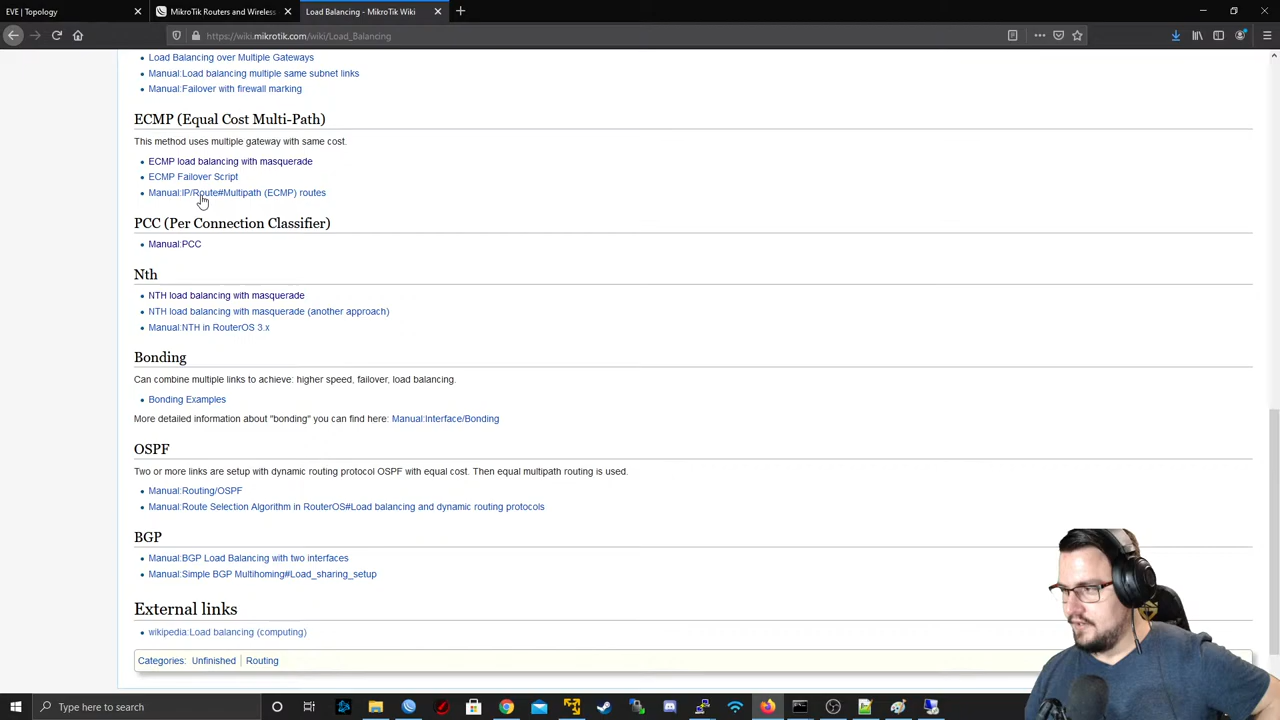 EVE | Topology
MikroTik Routers and Wireless
Load Balancing - MikroTik Wiki
https://wiki.mikrotik.com/wiki/Load_Balancing
Load Balancing over Multiple Gateways
Manual:Load balancing multiple same subnet links
Manual:Failover with firewall marking
ECMP (Equal Cost Multi-Path)
This method uses multiple gateway with same cost.
ECMP load balancing with masquerade
ECMP Failover Script
Manual:IP/Route#Multipath (ECMP) routes
PCC (Per Connection Classifier)
Manual:PCC
Nth
NTH load balancing with masquerade
NTH load balancing with masquerade (another approach)
Manual:NTH in RouterOS 3.x
Bonding
Can combine multiple links to achieve: higher speed, failover, load balancing.
Bonding Examples
More detailed information about "bonding" you can find here: Manual:Interface/Bonding
OSPF
Two or more links are setup with dynamic routing protocol OSPF with equal cost. Then equal multipath routing is used.
Manual:Routing/OSPF
Manual:Route Selection Algorithm in RouterOS#Load balancing and dynamic routing protocols
BGP
Manual:BGP Load Balancing with two interfaces
Manual:Simple BGP Multihoming#Load_sharing_setup
External links
wikipedia:Load balancing (computing)
Categories: Unfinished | Routing
Type here to search